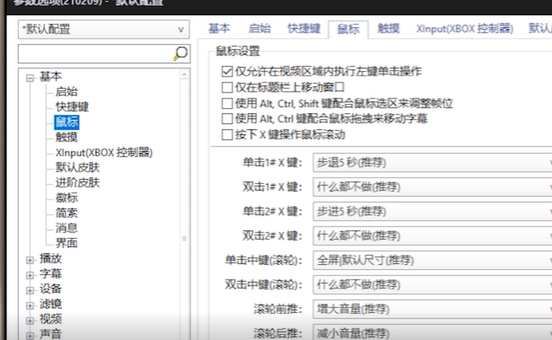 参数选项(210209) - *默认配置
*默认配置
基本
启始
快捷键
鼠标
触摸
XInput(XBOX 控制器)
默认皮肤
进阶皮肤
徽标
简素
消息
界面
播放
字幕
设备
滤镜
视频
声音
基本 启始 快捷键 鼠标 触摸 XInput(XBOX 控制器) 默认
鼠标设置
仅允许在视频区域内执行左键单击操作
仅在标题栏上移动窗口
使用 Alt, Ctrl, Shift 键配合鼠标选区来调整帧位
使用 Alt, Ctrl 键配合鼠标拖拽来移动字幕
按下 X 键操作鼠标滚动
单击1# X 键: 步退5 秒(推荐)
双击1# X 键: 什么都不做(推荐)
单击2# X 键: 步进5 秒(推荐)
双击2# X 键: 什么都不做(推荐)
单击中键(滚轮): 全屏|默认尺寸(推荐)
双击中键(滚轮): 什么都不做(推荐)
滚轮前推: 增大音量(推荐)
滚轮后推: 减小音量(推荐)